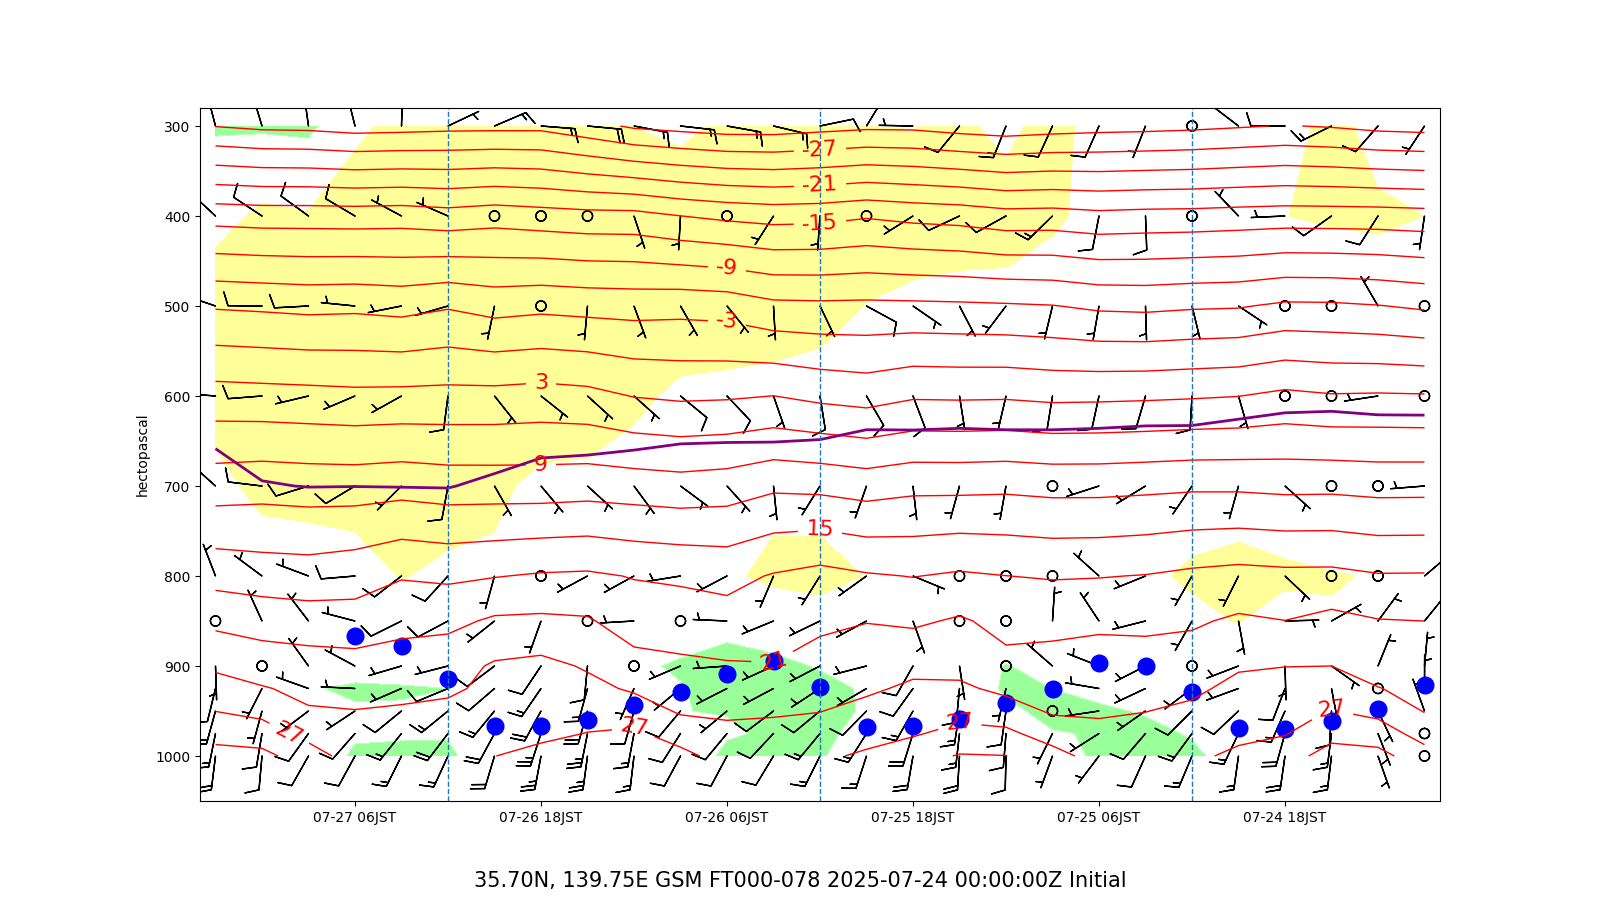 300
400
500
600
700
800
900
1000
hectopascal
-27
-21
-15
-9
-3
3
9
15
21
27
27
27
27
07-27 06JST
07-26 18JST
07-26 06JST
07-25 18JST
07-25 06JST
07-24 18JST
35.70N, 139.75E GSM FT000-078 2025-07-24 00:00:00Z Initial